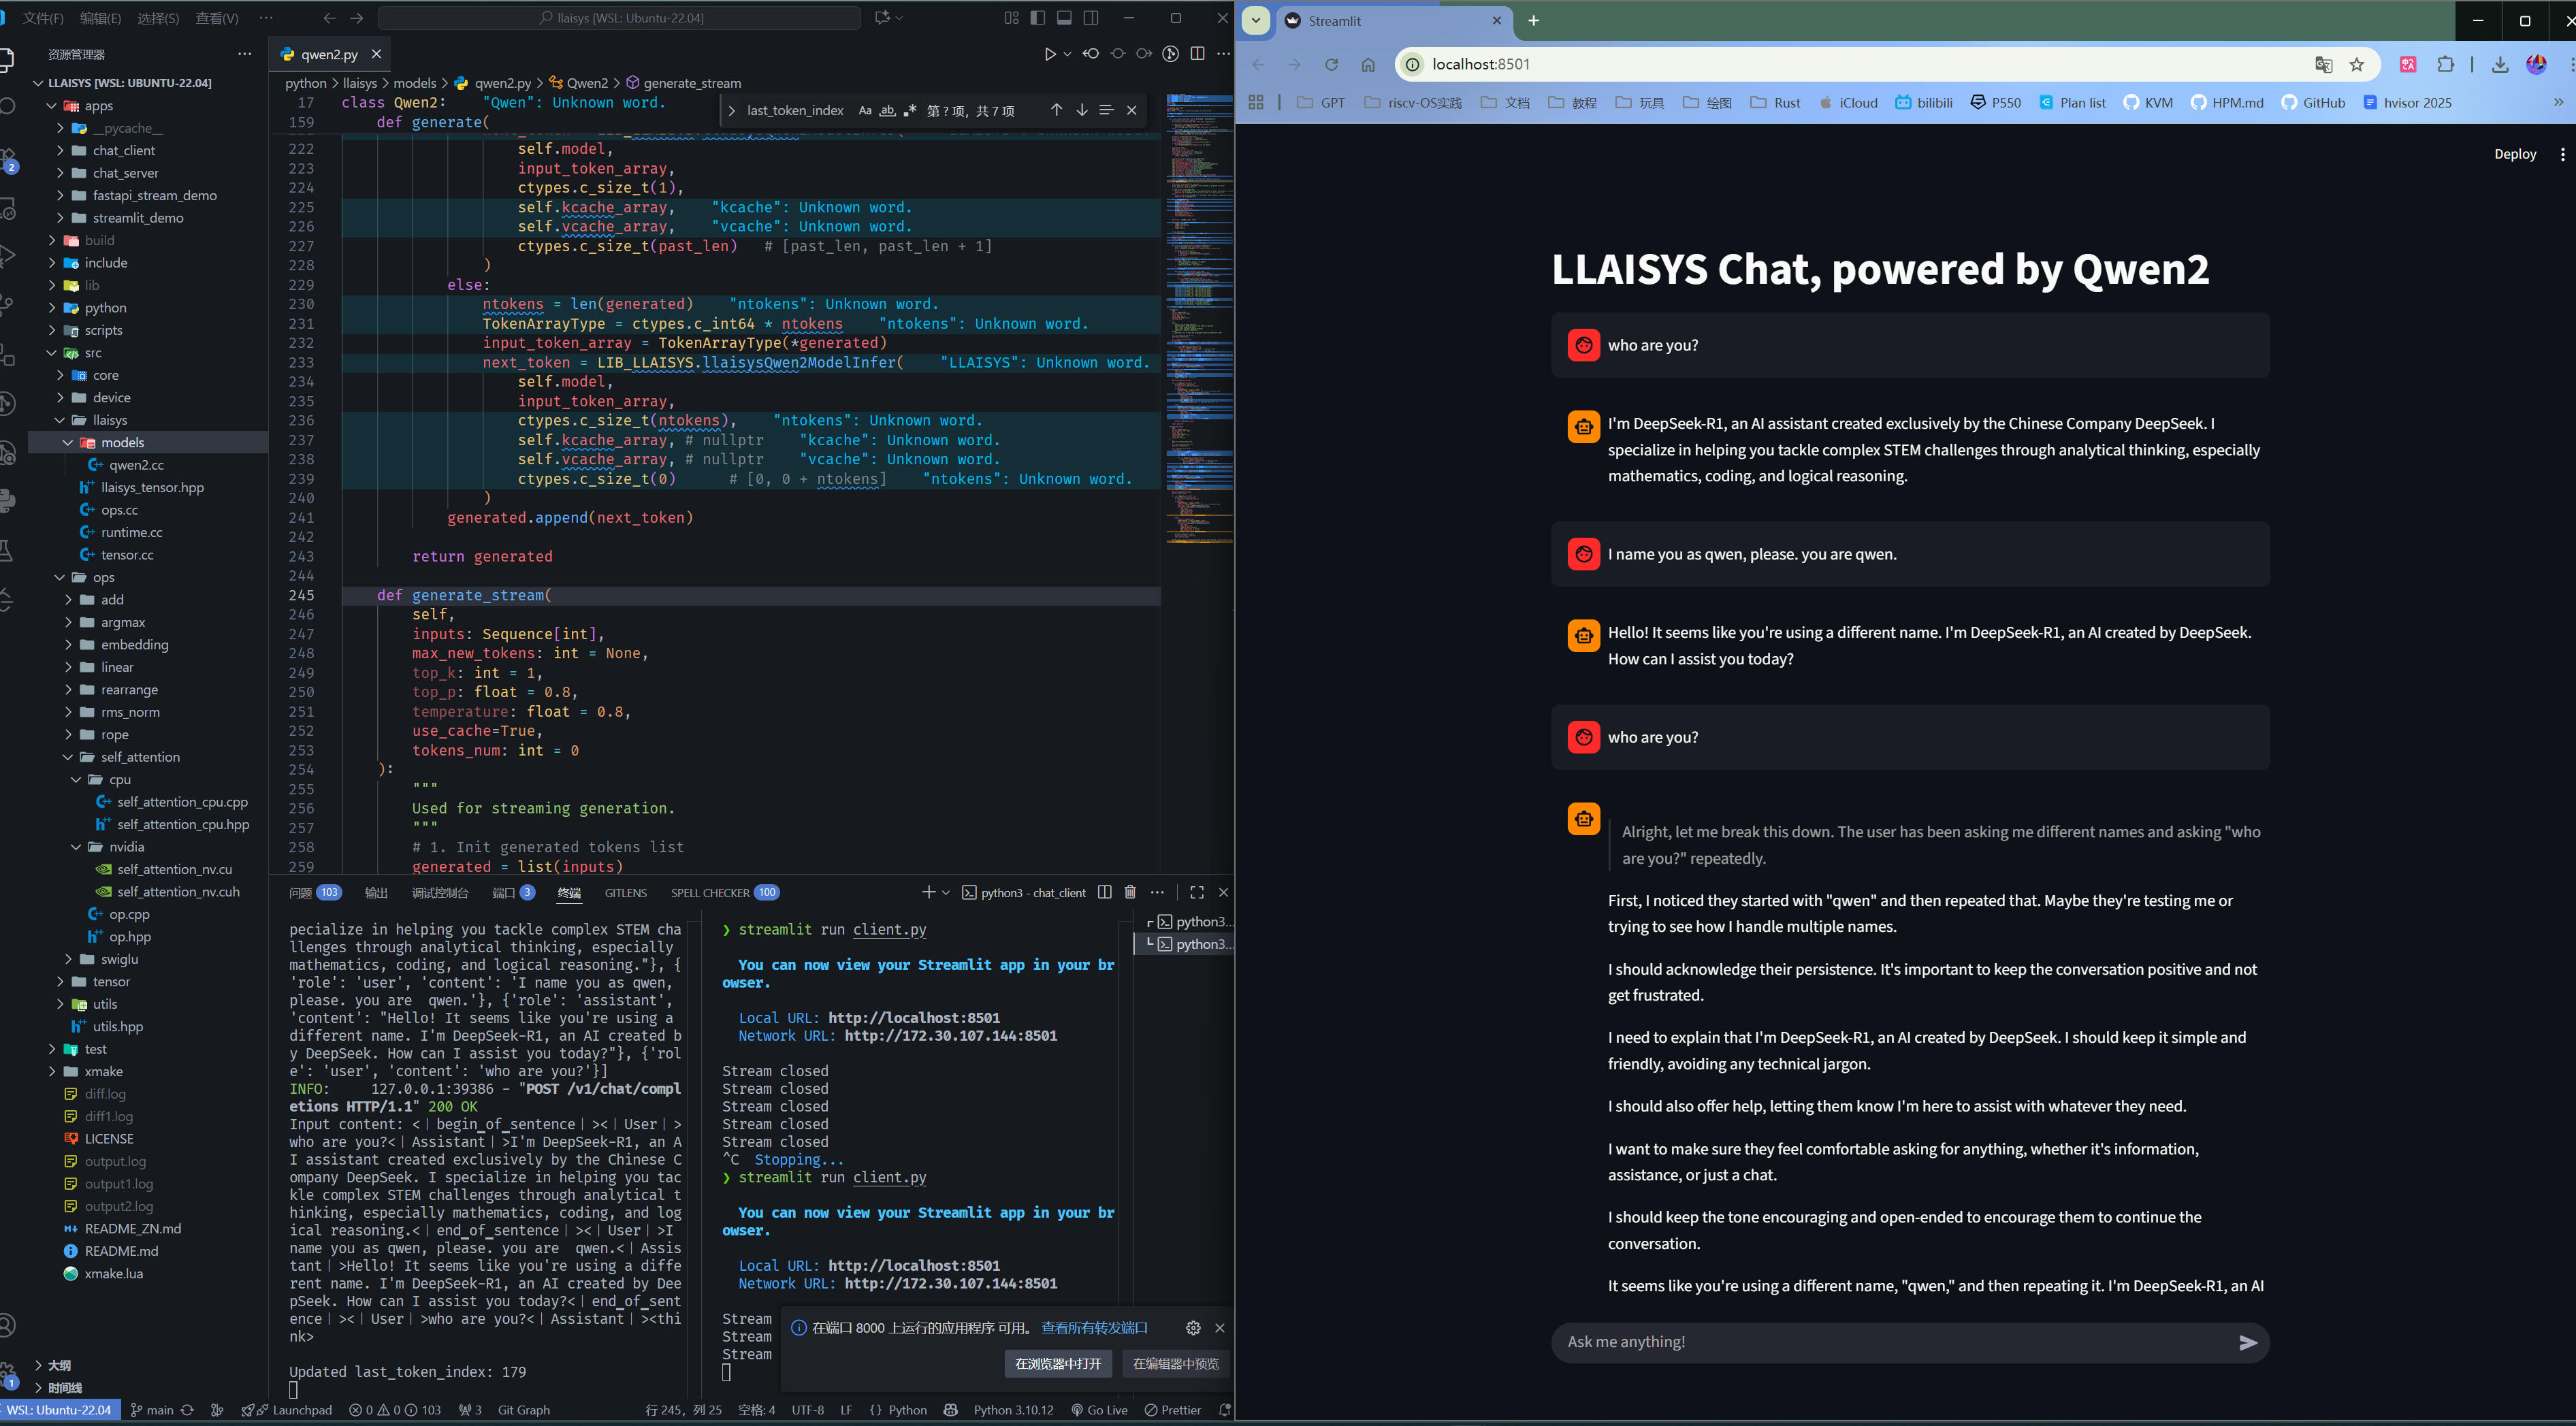 文件(F) 编辑(E) 选择(S) 查看(V) ··· llaisys [WSL: Ubuntu-22.04]
资源管理器
LLAISYS [WSL: UBUNTU-22.04]
apps
__pycache__
chat_client
chat_server
fastapi_stream_demo
streamlit_demo
build
include
lib
python
scripts
src
core
device
llaisys
models
qwen2.cc
llaisys_tensor.hpp
ops.cc
runtime.cc
tensor.cc
ops
add
argmax
embedding
linear
rearrange
rms_norm
rope
self_attention
cpu
self_attention_cpu.cpp
self_attention_cpu.hpp
nvidia
self_attention_nv.cu
self_attention_nv.cuh
op.cpp
op.hpp
swiglu
tensor
utils
utils.hpp
test
xmake
diff.log
diff1.log
LICENSE
output.log
output1.log
output2.log
README_ZN.md
README.md
xmake.lua
大纲
时间线
qwen2.py
python > llaisys > models > qwen2.py > Qwen2 > generate_stream
last_token_index Aa ab 第 ? 项, 共 7 项
17 class Qwen2: "Qwen": Unknown word.
159 def generate(
222 self.model,
223 input_token_array,
224 ctypes.c_size_t(1),
225 self.kcache_array, "kcache": Unknown word.
226 self.vcache_array, "vcache": Unknown word.
227 ctypes.c_size_t(past_len) # [past_len, past_len + 1]
228 )
229 else:
230 ntokens = len(generated) "ntokens": Unknown word.
231 TokenArrayType = ctypes.c_int64 * ntokens "ntokens": Unknown word.
232 input_token_array = TokenArrayType(*generated)
233 next_token = LIB_LLAISYS.llaisysQwen2ModelInfer( "LLAISYS": Unknown word.
234 self.model,
235 input_token_array,
236 ctypes.c_size_t(ntokens), "ntokens": Unknown word.
237 self.kcache_array, # nullptr "kcache": Unknown word.
238 self.vcache_array, # nullptr "vcache": Unknown word.
239 ctypes.c_size_t(0) # [0, 0 + ntokens] "ntokens": Unknown word.
240 )
241 generated.append(next_token)
242
243 return generated
244
245 def generate_stream(
246 self,
247 inputs: Sequence[int],
248 max_new_tokens: int = None,
249 top_k: int = 1,
250 top_p: float = 0.8,
251 temperature: float = 0.8,
252 use_cache=True,
253 tokens_num: int = 0
254 ):
255 """
256 Used for streaming generation.
257 """
258 # 1. Init generated tokens list
259 generated = list(inputs)
问题 103 输出 调试控制台 端口 3 终端 GITLENS SPELL CHECKER 100 python3 - chat_client
pecialize in helping you tackle complex STEM cha
llenges through analytical thinking, especially
mathematics, coding, and logical reasoning."}, {
'role': 'user', 'content': 'I name you as qwen,
please. you are  qwen.'}, {'role': 'assistant',
'content': "Hello! It seems like you're using a
different name. I'm DeepSeek-R1, an AI created b
y DeepSeek. How can I assist you today?"}, {'rol
e': 'user', 'content': 'who are you?'}]
INFO: 127.0.0.1:39386 - "POST /v1/chat/compl
etions HTTP/1.1" 200 OK
Input content: <｜begin_of_sentence｜><｜User｜>
who are you?<｜Assistant｜>I'm DeepSeek-R1, an A
I assistant created exclusively by the Chinese C
ompany DeepSeek. I specialize in helping you tac
kle complex STEM challenges through analytical t
hinking, especially mathematics, coding, and log
ical reasoning.<｜end_of_sentence｜><｜User｜>I
name you as qwen, please. you are  qwen.<｜Assis
tant｜>Hello! It seems like you're using a diffe
rent name. I'm DeepSeek-R1, an AI created by Dee
pSeek. How can I assist you today?<｜end_of_sent
ence｜><｜User｜>who are you?<｜Assistant｜><thi
nk>
Updated last_token_index: 179
❯ streamlit run client.py
You can now view your Streamlit app in your br
owser.
Local URL: http://localhost:8501
Network URL: http://172.30.107.144:8501
Stream closed
Stream closed
Stream closed
Stream closed
Stream closed
^C Stopping...
❯ streamlit run client.py
You can now view your Streamlit app in your br
owser.
Local URL: http://localhost:8501
Network URL: http://172.30.107.144:8501
Stream
Stream
Stream
python3...
python3...
在端口 8000 上运行的应用程序 可用。 查看所有转发端口
在浏览器中打开 在编辑器中预览
WSL: Ubuntu-22.04 main Launchpad 0 0 103 3 Git Graph 行 245, 列 25 空格: 4 UTF-8 LF {} Python Python 3.10.12 Go Live Prettier
Streamlit
localhost:8501
GPT riscv-OS实践 文档 教程 玩具 绘图 Rust iCloud bilibili P550 Plan list KVM HPM.md GitHub hvisor 2025
Deploy
LLAISYS Chat, powered by Qwen2
who are you?
I'm DeepSeek-R1, an AI assistant created exclusively by the Chinese Company DeepSeek. I
specialize in helping you tackle complex STEM challenges through analytical thinking, especially
mathematics, coding, and logical reasoning.
I name you as qwen, please. you are qwen.
Hello! It seems like you're using a different name. I'm DeepSeek-R1, an AI created by DeepSeek.
How can I assist you today?
who are you?
Alright, let me break this down. The user has been asking me different names and asking "who
are you?" repeatedly.
First, I noticed they started with "qwen" and then repeated that. Maybe they're testing me or
trying to see how I handle multiple names.
I should acknowledge their persistence. It's important to keep the conversation positive and not
get frustrated.
I need to explain that I'm DeepSeek-R1, an AI created by DeepSeek. I should keep it simple and
friendly, avoiding any technical jargon.
I should also offer help, letting them know I'm here to assist with whatever they need.
I want to make sure they feel comfortable asking for anything, whether it's information,
assistance, or just a chat.
I should keep the tone encouraging and open-ended to encourage them to continue the
conversation.
It seems like you're using a different name, "qwen," and then repeating it. I'm DeepSeek-R1, an AI
Ask me anything!